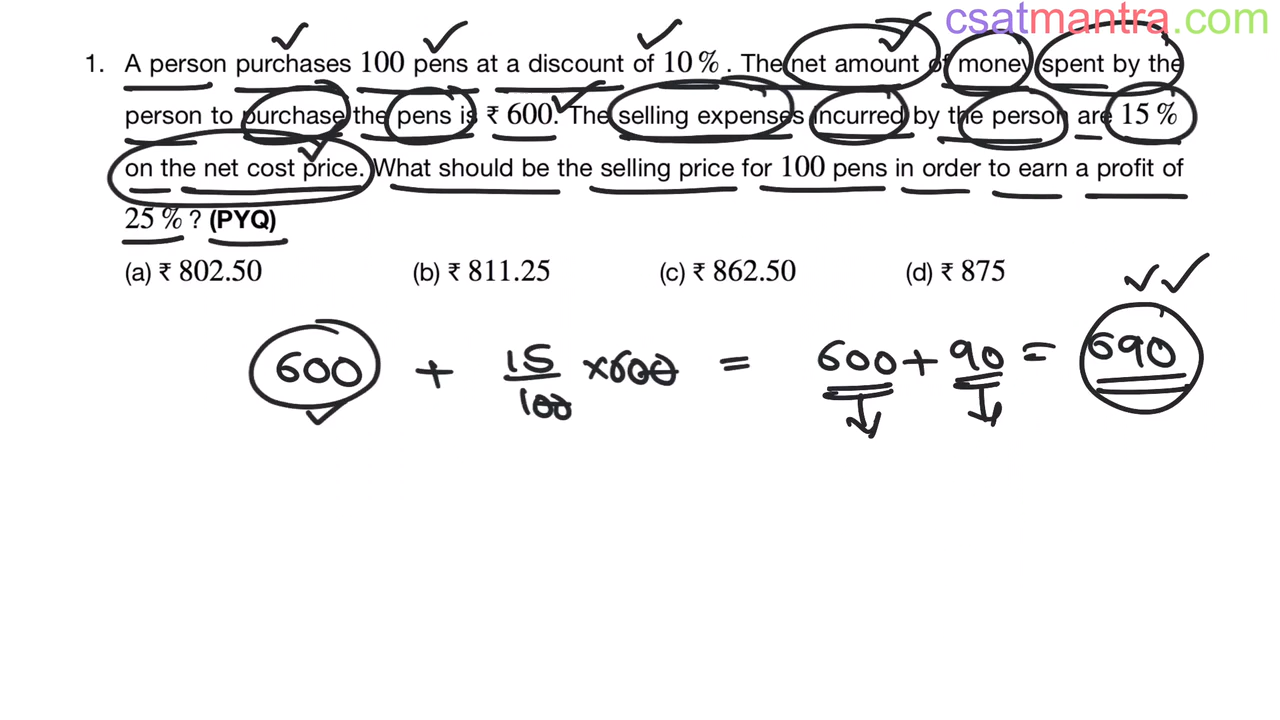 csatmantra.com
1. A person purchases 100 pens at a discount of 10 % . The net amount of money spent by the
person to purchase the pens is ₹ 600. The selling expenses incurred by the person are 15 %
on the net cost price. What should be the selling price for 100 pens in order to earn a profit of
25 % ? (PYQ)
(a) ₹ 802.50 (b) ₹ 811.25 (c) ₹ 862.50 (d) ₹ 875
600 + 15/100 ×600 = 600 + 90 = 690